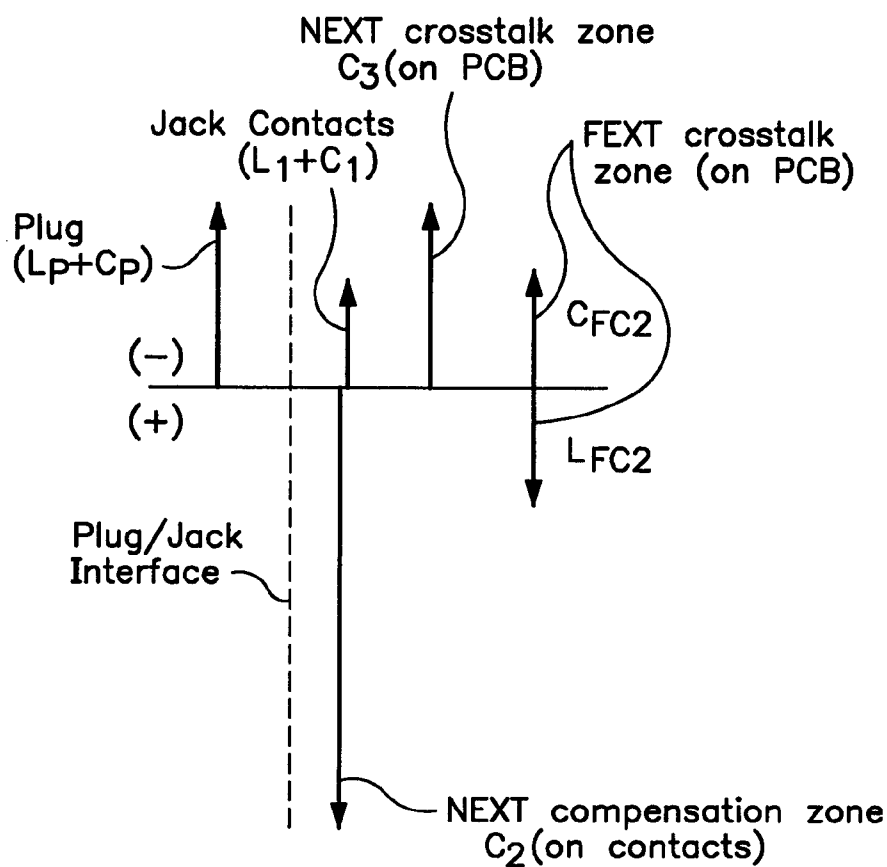 NEXT crosstalk zone
C3(on PCB)
Jack Contacts
(L1+C1)
FEXT crosstalk
zone (on PCB)
Plug
(LP+CP)
CFC2
(-)
(+)
LFC2
Plug/Jack
Interface
NEXT compensation zone
C2(on contacts)